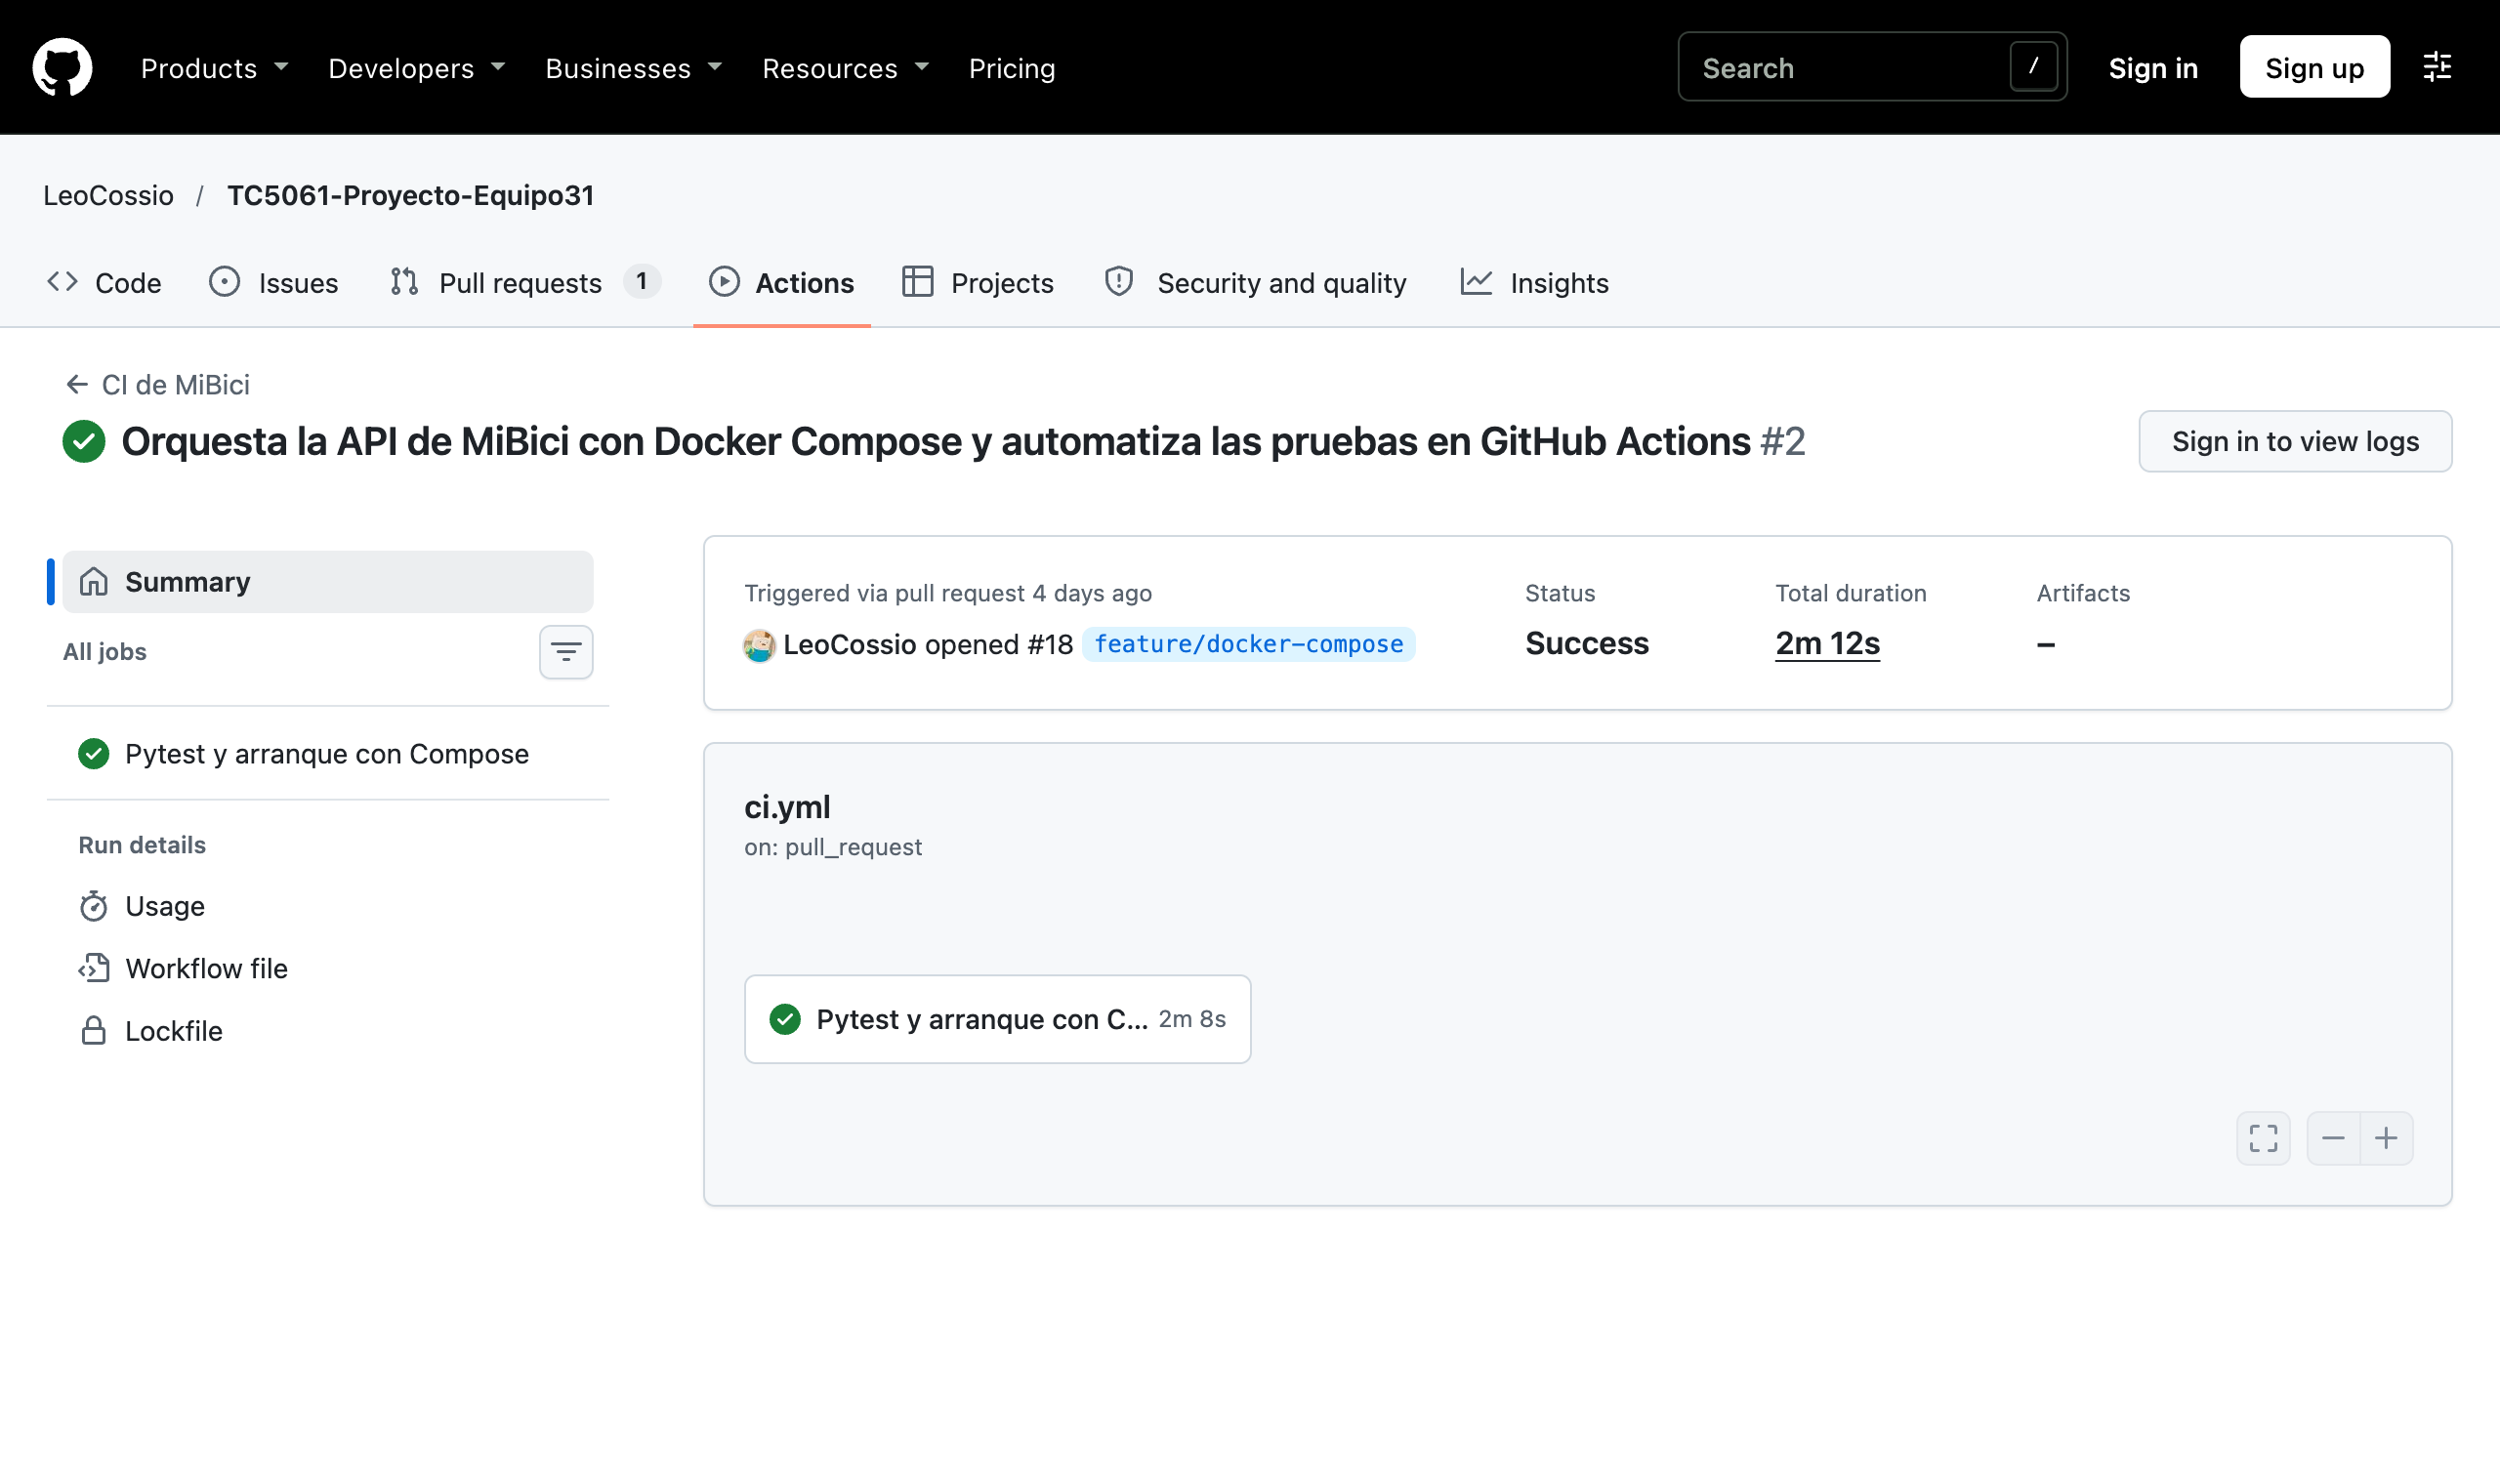 Products Developers Businesses Resources Pricing Search / Sign in Sign up
LeoCossio / TC5061-Proyecto-Equipo31
Code Issues Pull requests 1 Actions Projects Security and quality Insights
← CI de MiBici
Orquesta la API de MiBici con Docker Compose y automatiza las pruebas en GitHub Actions #2
Sign in to view logs
Summary
All jobs
Pytest y arranque con Compose
Run details
Usage
Workflow file
Lockfile
Triggered via pull request 4 days ago
LeoCossio opened #18 feature/docker-compose
Status
Success
Total duration
2m 12s
Artifacts
–
ci.yml
on: pull_request
Pytest y arranque con C... 2m 8s